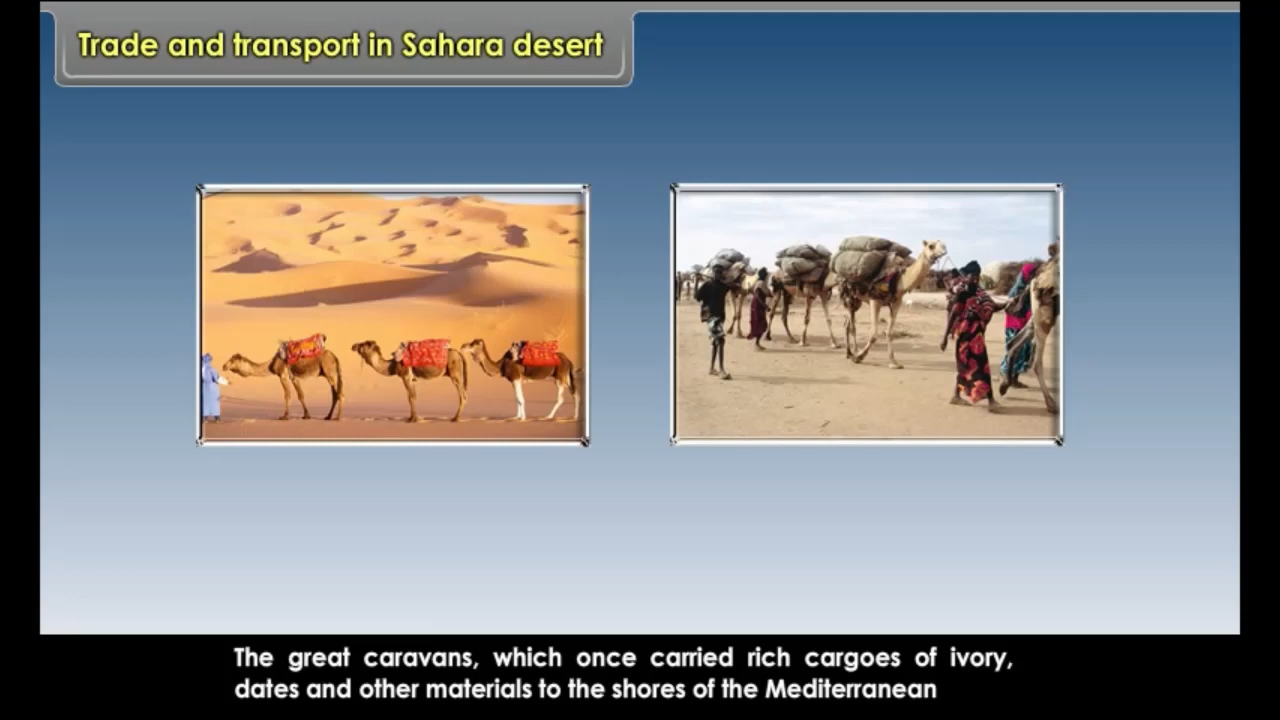 Trade and transport in Sahara desert
The great caravans, which once carried rich cargoes of ivory,
dates and other materials to the shores of the Mediterranean